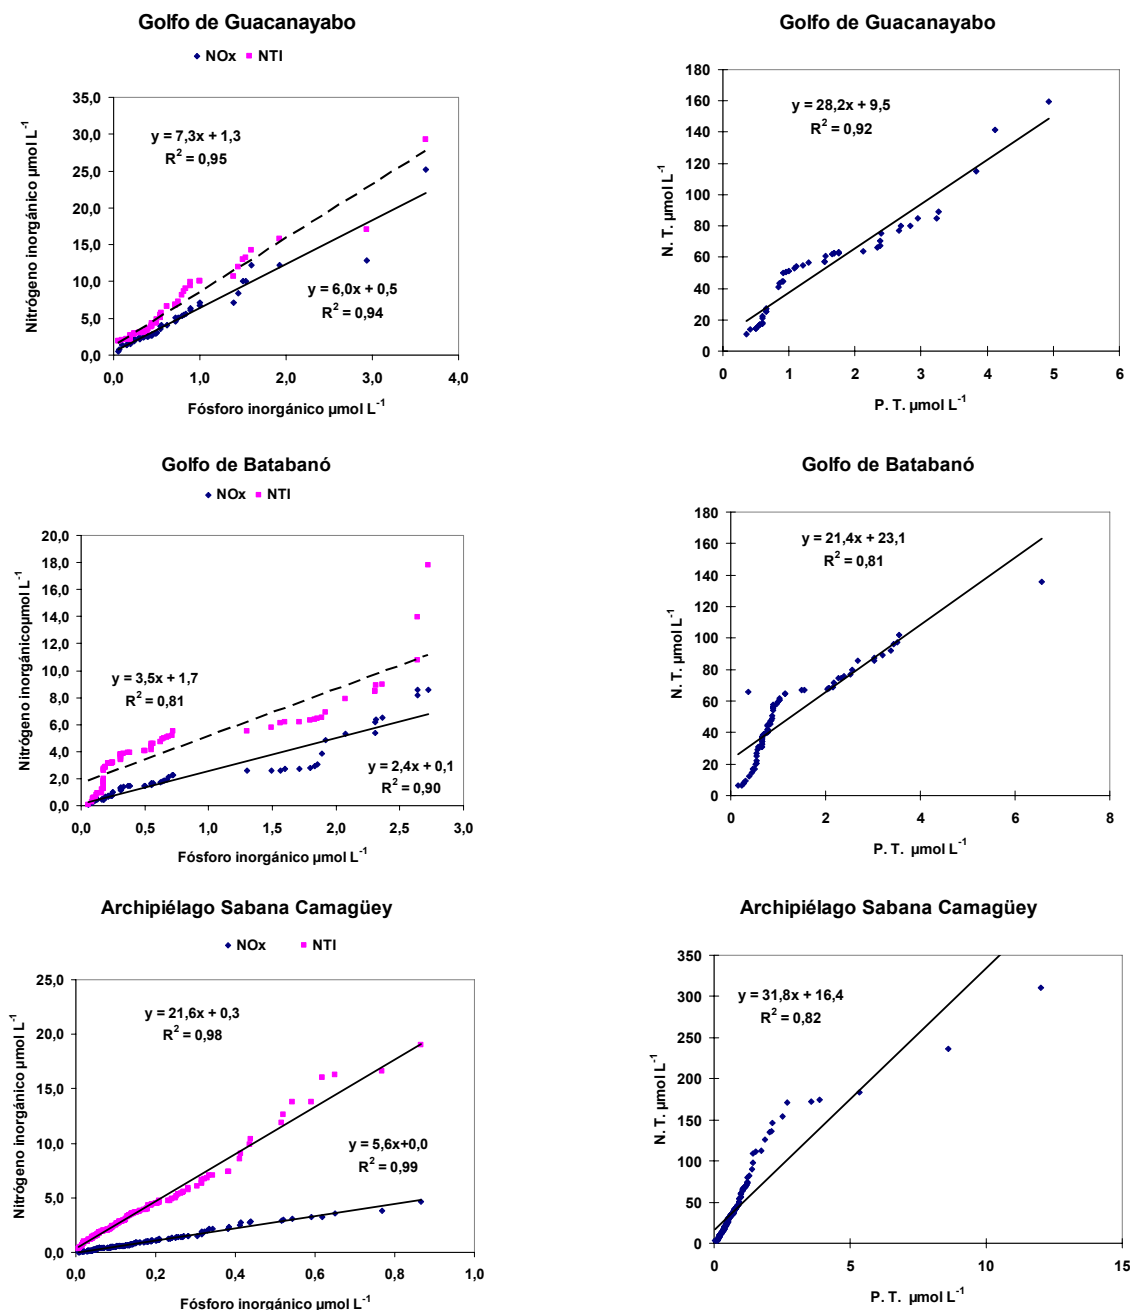 Golfo de Guacanayabo
NOx NTI
35,0
30,0
25,0
20,0
15,0
10,0
5,0
0,0
y = 7,3x + 1,3
R² = 0,95
y = 6,0x + 0,5
R² = 0,94
Nitrógeno inorgánico µmol L⁻¹
0,0 1,0 2,0 3,0 4,0
Fósforo inorgánico µmol L⁻¹
Golfo de Guacanayabo
180
160
140
120
100
80
60
40
20
0
y = 28,2x + 9,5
R² = 0,92
N. T. µmol L⁻¹
0 1 2 3 4 5 6
P. T. µmol L⁻¹
Golfo de Batabanó
NOx NTI
20,0
18,0
16,0
14,0
12,0
10,0
8,0
6,0
4,0
2,0
0,0
y = 3,5x + 1,7
R² = 0,81
y = 2,4x + 0,1
R² = 0,90
Nitrógeno inorgánicoµmol L⁻¹
0,0 0,5 1,0 1,5 2,0 2,5 3,0
Fósforo inorgánico µmol L⁻¹
Golfo de Batabanó
180
160
140
120
100
80
60
40
20
0
y = 21,4x + 23,1
R² = 0,81
N. T. µmol L⁻¹
0 2 4 6 8
P. T. µmol L⁻¹
Archipiélago Sabana Camagüey
NOx NTI
25,0
20,0
15,0
10,0
5,0
0,0
y = 21,6x + 0,3
R² = 0,98
y = 5,6x+0,0
R² = 0,99
Nitrógeno inorgánico µmol L⁻¹
0,0 0,2 0,4 0,6 0,8 1,0
Fósforo inorgánico µmol L⁻¹
Archipiélago Sabana Camagüey
350
300
250
200
150
100
50
0
y = 31,8x + 16,4
R² = 0,82
N. T. µmol L⁻¹
0 5 10 15
P. T. µmol L⁻¹